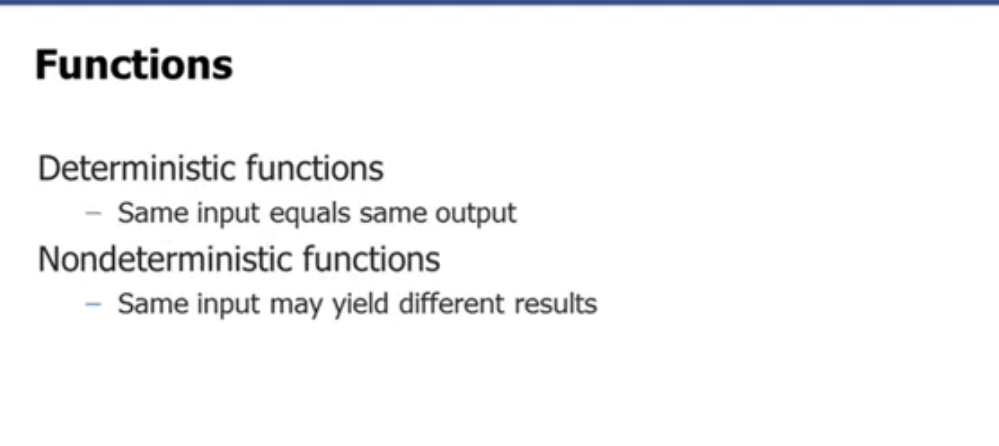 Functions
Deterministic functions
– Same input equals same output
Nondeterministic functions
– Same input may yield different results